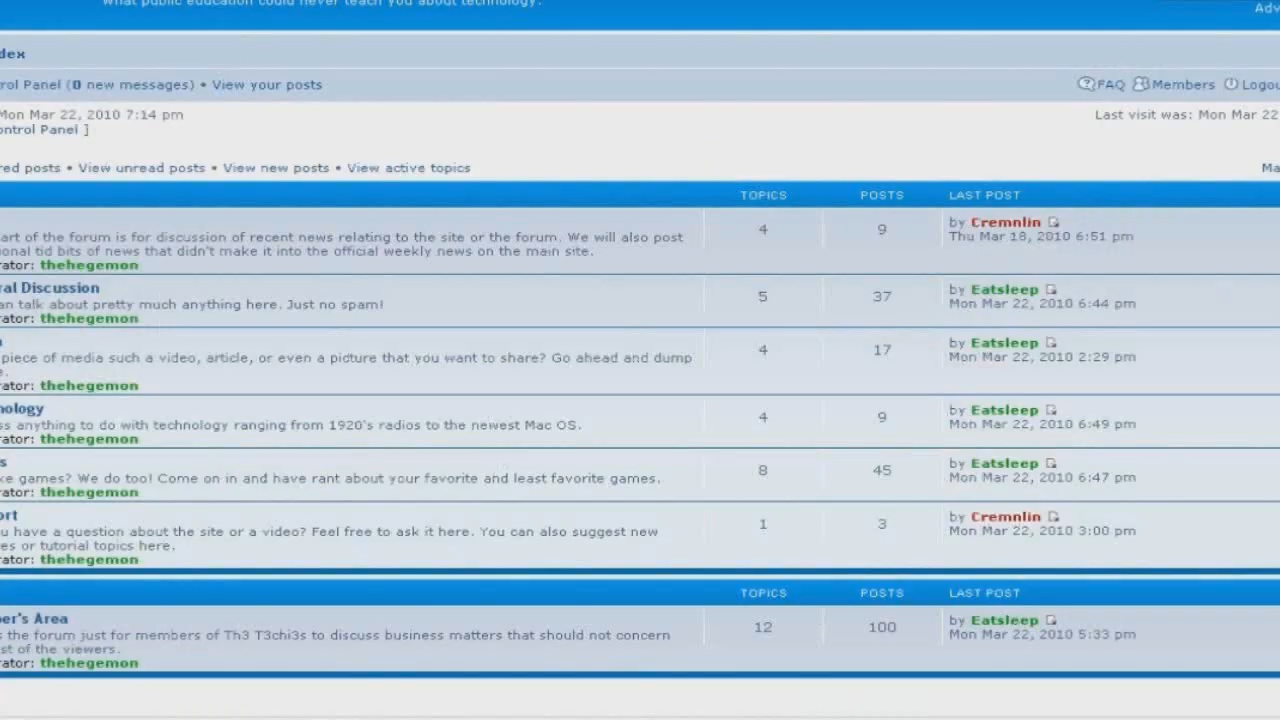 What public education could never teach you about technology.
Adv
dex
rol Panel (0 new messages) • View your posts
FAQ Members Logou
Mon Mar 22, 2010 7:14 pm
Last visit was: Mon Mar 22
ontrol Panel ]
red posts • View unread posts • View new posts • View active topics
Ma
TOPICS POSTS LAST POST
art of the forum is for discussion of recent news relating to the site or the forum. We will also post
onal tid bits of news that didn't make it into the official weekly news on the main site.
rator: thehegemon
4 9 by Cremnlin
Thu Mar 18, 2010 6:51 pm
ral Discussion
an talk about pretty much anything here. Just no spam!
rator: thehegemon
5 37 by Eatsleep
Mon Mar 22, 2010 6:44 pm
piece of media such a video, article, or even a picture that you want to share? Go ahead and dump
e.
rator: thehegemon
4 17 by Eatsleep
Mon Mar 22, 2010 2:29 pm
nology
ss anything to do with technology ranging from 1920's radios to the newest Mac OS.
rator: thehegemon
4 9 by Eatsleep
Mon Mar 22, 2010 6:49 pm
s
ke games? We do too! Come on in and have rant about your favorite and least favorite games.
rator: thehegemon
8 45 by Eatsleep
Mon Mar 22, 2010 6:47 pm
ort
u have a question about the site or a video? Feel free to ask it here. You can also suggest new
es or tutorial topics here.
rator: thehegemon
1 3 by Cremnlin
Mon Mar 22, 2010 3:00 pm
TOPICS POSTS LAST POST
er's Area
s the forum just for members of Th3 T3chi3s to discuss business matters that should not concern
st of the viewers.
rator: thehegemon
12 100 by Eatsleep
Mon Mar 22, 2010 5:33 pm